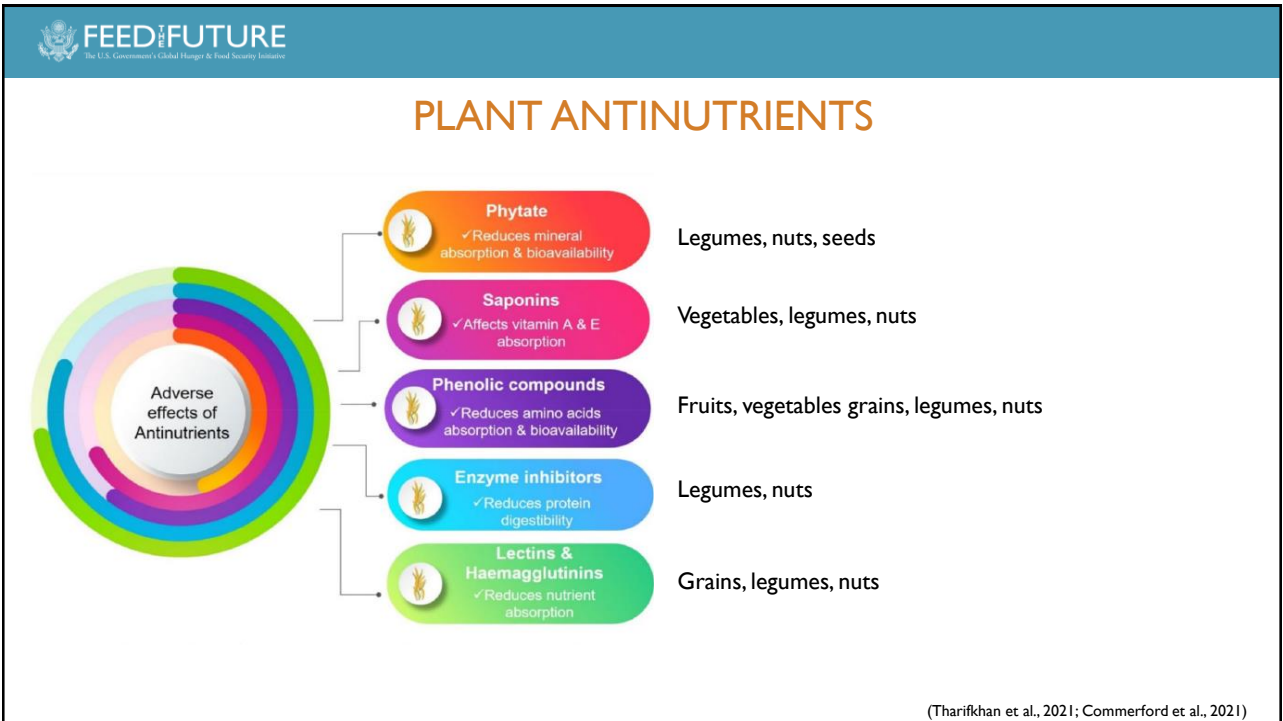 FEED THE FUTURE
The U.S. Government's Global Hunger & Food Security Initiative
PLANT ANTINUTRIENTS
Adverse
effects of
Antinutrients
Phytate
✓Reduces mineral
absorption & bioavailability
Legumes, nuts, seeds
Saponins
✓Affects vitamin A & E
absorption
Vegetables, legumes, nuts
Phenolic compounds
✓Reduces amino acids
absorption & bioavailability
Fruits, vegetables grains, legumes, nuts
Enzyme inhibitors
✓Reduces protein
digestibility
Legumes, nuts
Lectins &
Haemagglutinins
✓Reduces nutrient
absorption
Grains, legumes, nuts
(Tharifkhan et al., 2021; Commerford et al., 2021)